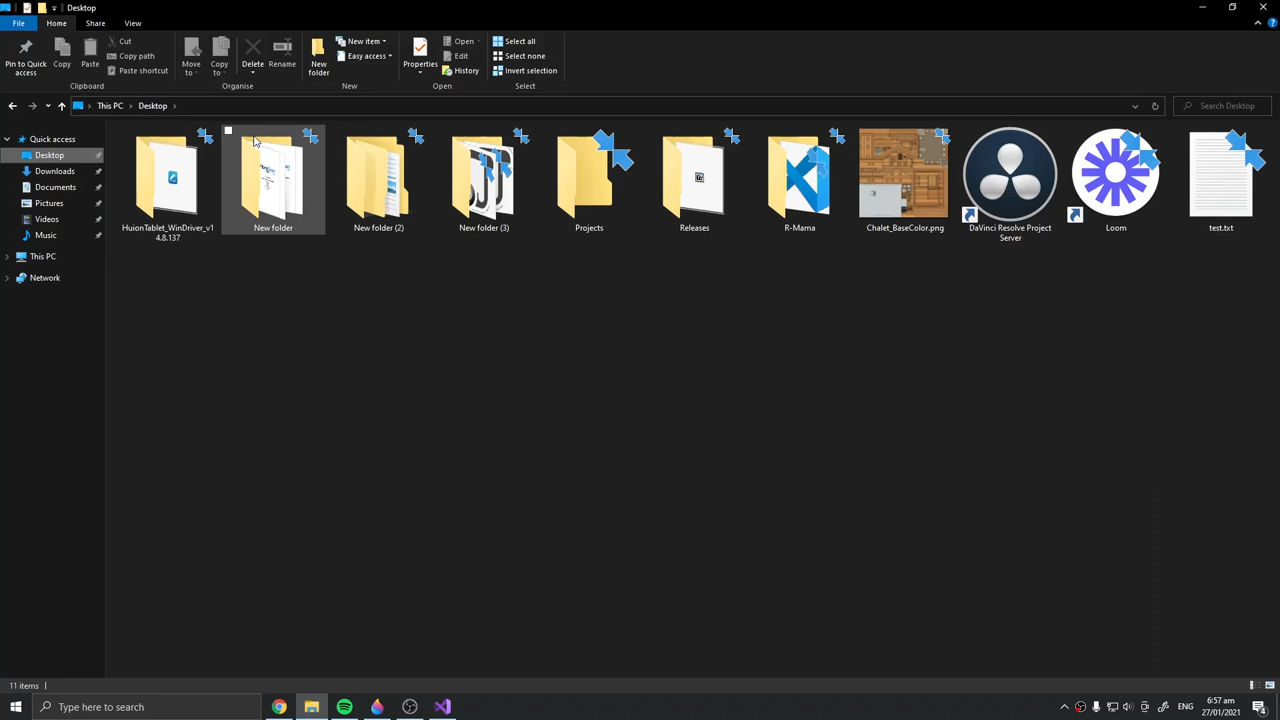 Desktop
File
Home
Share
View
Pin to Quick access
Copy
Paste
Cut
Copy path
Paste shortcut
Clipboard
Move to
Copy to
Delete
Rename
Organise
New folder
New item
Easy access
New
Properties
Open
Edit
History
Open
Select all
Select none
Invert selection
Select
This PC
Desktop
Search Desktop
Quick access
Desktop
Downloads
Documents
Pictures
Videos
Music
This PC
Network
HuionTablet_WinDriver_v1
4.8.137
New folder
New folder (2)
New folder (3)
Projects
Releases
R-Mama
Chalet_BaseColor.png
DaVinci Resolve Project
Server
Loom
test.txt
11 items
Type here to search
ENG
6:57
27/01/2021
4